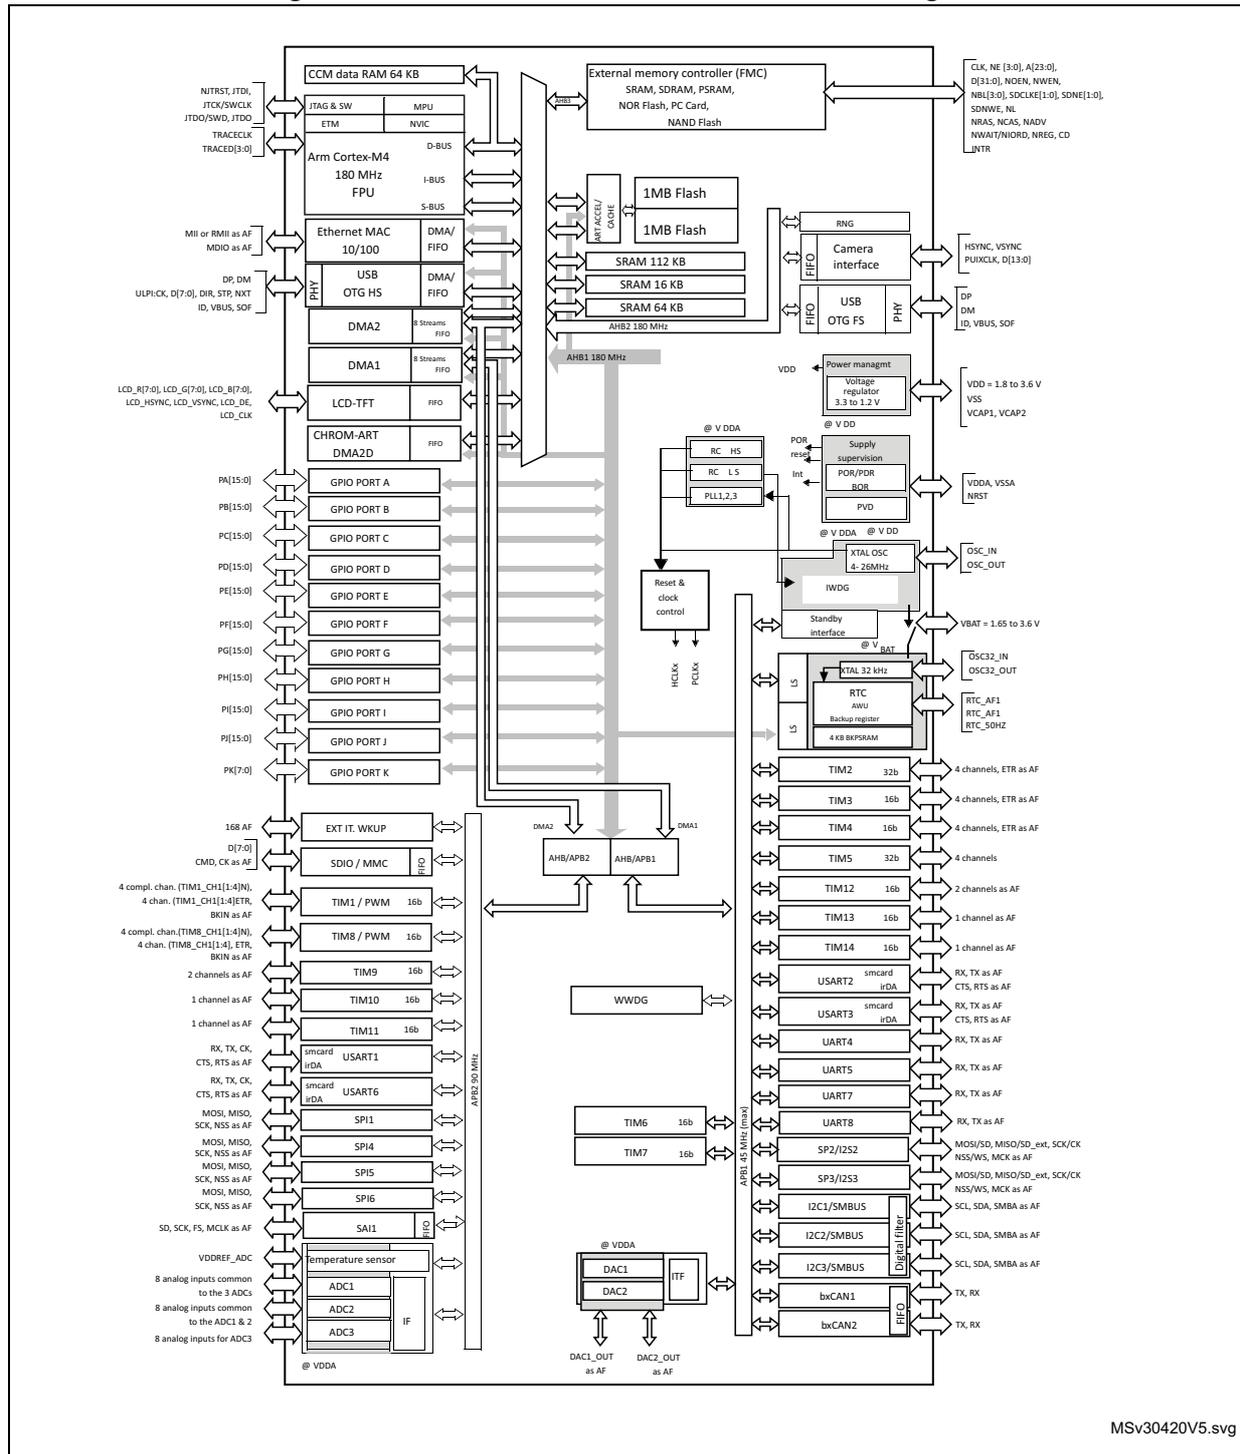 CCM data RAM 64 KB
NJTRST, JTDI,
JTCK/SWCLK
JTDO/SWD, JTDO
TRACECLK
TRACED[3:0]
JTAG & SW
MPU
ETM
NVIC
Arm Cortex-M4
180 MHz
FPU
D-BUS
I-BUS
S-BUS
AHB3
External memory controller (FMC)
SRAM, SDRAM, PSRAM,
NOR Flash, PC Card,
NAND Flash
CLK, NE [3:0], A[23:0],
D[31:0], NOEN, NWEN,
NBL[3:0], SDCLKE[1:0], SDNE[1:0],
SDNWE, NL
NRAS, NCAS, NADV
NWAIT/NIORD, NREG, CD
INTR
ART ACCEL/
CACHE
1MB Flash
1MB Flash
MII or RMII as AF
MDIO as AF
Ethernet MAC
10/100
DMA/
FIFO
SRAM 112 KB
SRAM 16 KB
SRAM 64 KB
RNG
FIFO
Camera
interface
HSYNC, VSYNC
PUIXCLK, D[13:0]
DP, DM
ULPI:CK, D[7:0], DIR, STP, NXT
ID, VBUS, SOF
PHY
USB
OTG HS
DMA/
FIFO
FIFO
USB
OTG FS
PHY
DP
DM
ID, VBUS, SOF
DMA2
8 Streams
FIFO
AHB2 180 MHz
DMA1
8 Streams
FIFO
AHB1 180 MHz
LCD_R[7:0], LCD_G[7:0], LCD_B[7:0],
LCD_HSYNC, LCD_VSYNC, LCD_DE,
LCD_CLK
LCD-TFT
FIFO
CHROM-ART
DMA2D
FIFO
VDD
Power managmt
Voltage
regulator
3.3 to 1.2 V
VDD = 1.8 to 3.6 V
VSS
VCAP1, VCAP2
@ V DD
@ V DDA
RC HS
RC L S
PLL1,2,3
POR
reset
Int
Supply
supervision
POR/PDR
BOR
PVD
VDDA, VSSA
NRST
@ V DDA
@ V DD
XTAL OSC
4- 26MHz
OSC_IN
OSC_OUT
IWDG
Reset &
clock
control
HCLKx
PCLKx
Standby
interface
VBAT = 1.65 to 3.6 V
@ V BAT
LS
LS
XTAL 32 kHz
OSC32_IN
OSC32_OUT
RTC
AWU
Backup register
RTC_AF1
RTC_AF1
RTC_50HZ
4 KB BKPSRAM
PA[15:0]
GPIO PORT A
PB[15:0]
GPIO PORT B
PC[15:0]
GPIO PORT C
PD[15:0]
GPIO PORT D
PE[15:0]
GPIO PORT E
PF[15:0]
GPIO PORT F
PG[15:0]
GPIO PORT G
PH[15:0]
GPIO PORT H
PI[15:0]
GPIO PORT I
PJ[15:0]
GPIO PORT J
PK[7:0]
GPIO PORT K
DMA2
DMA1
AHB/APB2
AHB/APB1
168 AF
EXT IT. WKUP
D[7:0]
CMD, CK as AF
SDIO / MMC
FIFO
4 compl. chan. (TIM1_CH1[1:4]N),
4 chan. (TIM1_CH1[1:4]ETR,
BKIN as AF
TIM1 / PWM
16b
4 compl. chan.(TIM8_CH1[1:4]N),
4 chan. (TIM8_CH1[1:4], ETR,
BKIN as AF
TIM8 / PWM
16b
2 channels as AF
TIM9
16b
1 channel as AF
TIM10
16b
1 channel as AF
TIM11
16b
RX, TX, CK,
CTS, RTS as AF
smcard
irDA
USART1
RX, TX, CK,
CTS, RTS as AF
smcard
irDA
USART6
MOSI, MISO,
SCK, NSS as AF
SPI1
MOSI, MISO,
SCK, NSS as AF
SPI4
MOSI, MISO,
SCK, NSS as AF
SPI5
MOSI, MISO,
SCK, NSS as AF
SPI6
SD, SCK, FS, MCLK as AF
SAI1
FIFO
VDDREF_ADC
Temperature sensor
8 analog inputs common
to the 3 ADCs
ADC1
8 analog inputs common
to the ADC1 & 2
ADC2
8 analog inputs for ADC3
ADC3
IF
@ VDDA
APB2 90 MHz
WWDG
TIM6
16b
TIM7
16b
@ VDDA
DAC1
DAC2
ITF
DAC1_OUT
as AF
DAC2_OUT
as AF
APB1 45 MHz (max)
TIM2
32b
4 channels, ETR as AF
TIM3
16b
4 channels, ETR as AF
TIM4
16b
4 channels, ETR as AF
TIM5
32b
4 channels
TIM12
16b
2 channels as AF
TIM13
16b
1 channel as AF
TIM14
16b
1 channel as AF
USART2
smcard
irDA
RX, TX as AF
CTS, RTS as AF
USART3
smcard
irDA
RX, TX as AF
CTS, RTS as AF
UART4
RX, TX as AF
UART5
RX, TX as AF
UART7
RX, TX as AF
UART8
RX, TX as AF
SP2/I2S2
MOSI/SD, MISO/SD_ext, SCK/CK
NSS/WS, MCK as AF
SP3/I2S3
MOSI/SD, MISO/SD_ext, SCK/CK
NSS/WS, MCK as AF
I2C1/SMBUS
SCL, SDA, SMBA as AF
I2C2/SMBUS
SCL, SDA, SMBA as AF
I2C3/SMBUS
SCL, SDA, SMBA as AF
Digital filter
bxCAN1
TX, RX
bxCAN2
TX, RX
FIFO
MSv30420V5.svg